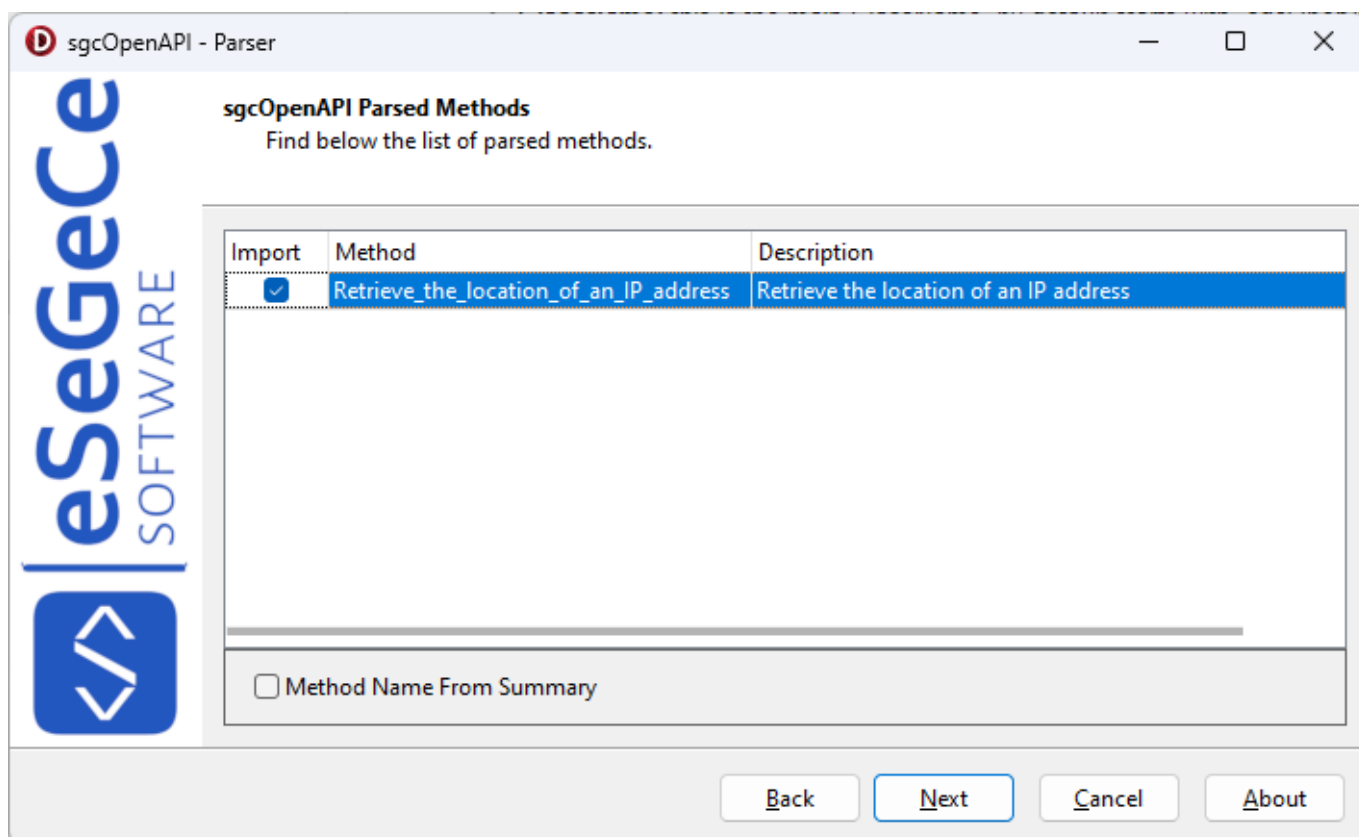 sgcOpenAPI - Parser
eSeGeCe
SOFTWARE
</>
sgcOpenAPI Parsed Methods
Find below the list of parsed methods.
Import Method Description
Retrieve_the_location_of_an_IP_address Retrieve the location of an IP address
Method Name From Summary
Back Next Cancel About